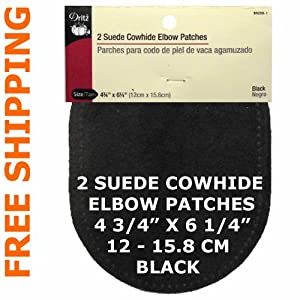 FREE SHIPPING
Dritz
2 Suede Cowhide Elbow Patches
Parches para codo de piel de vaca agamuzado
Black
Negro
Size/Talla 4¾" x 6¼" (12cm x 15.8cm)
2 SUEDE COWHIDE
ELBOW PATCHES
4 3/4” X 6 1/4”
12 - 15.8 CM
BLACK